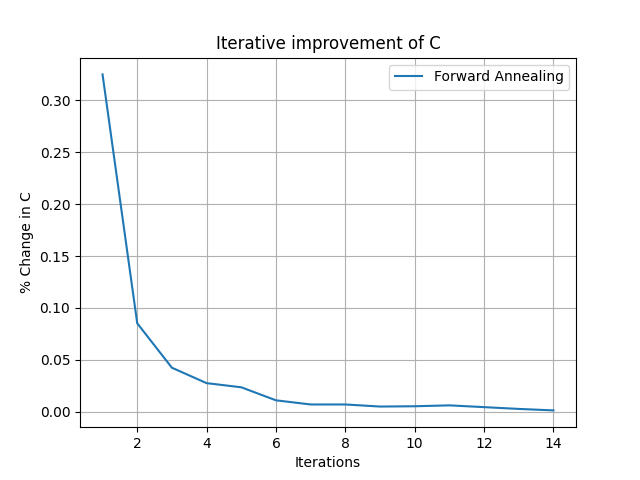 Iterative improvement of C
Forward Annealing
% Change in C
0.30
0.25
0.20
0.15
0.10
0.05
0.00
2 4 6 8 10 12 14
Iterations